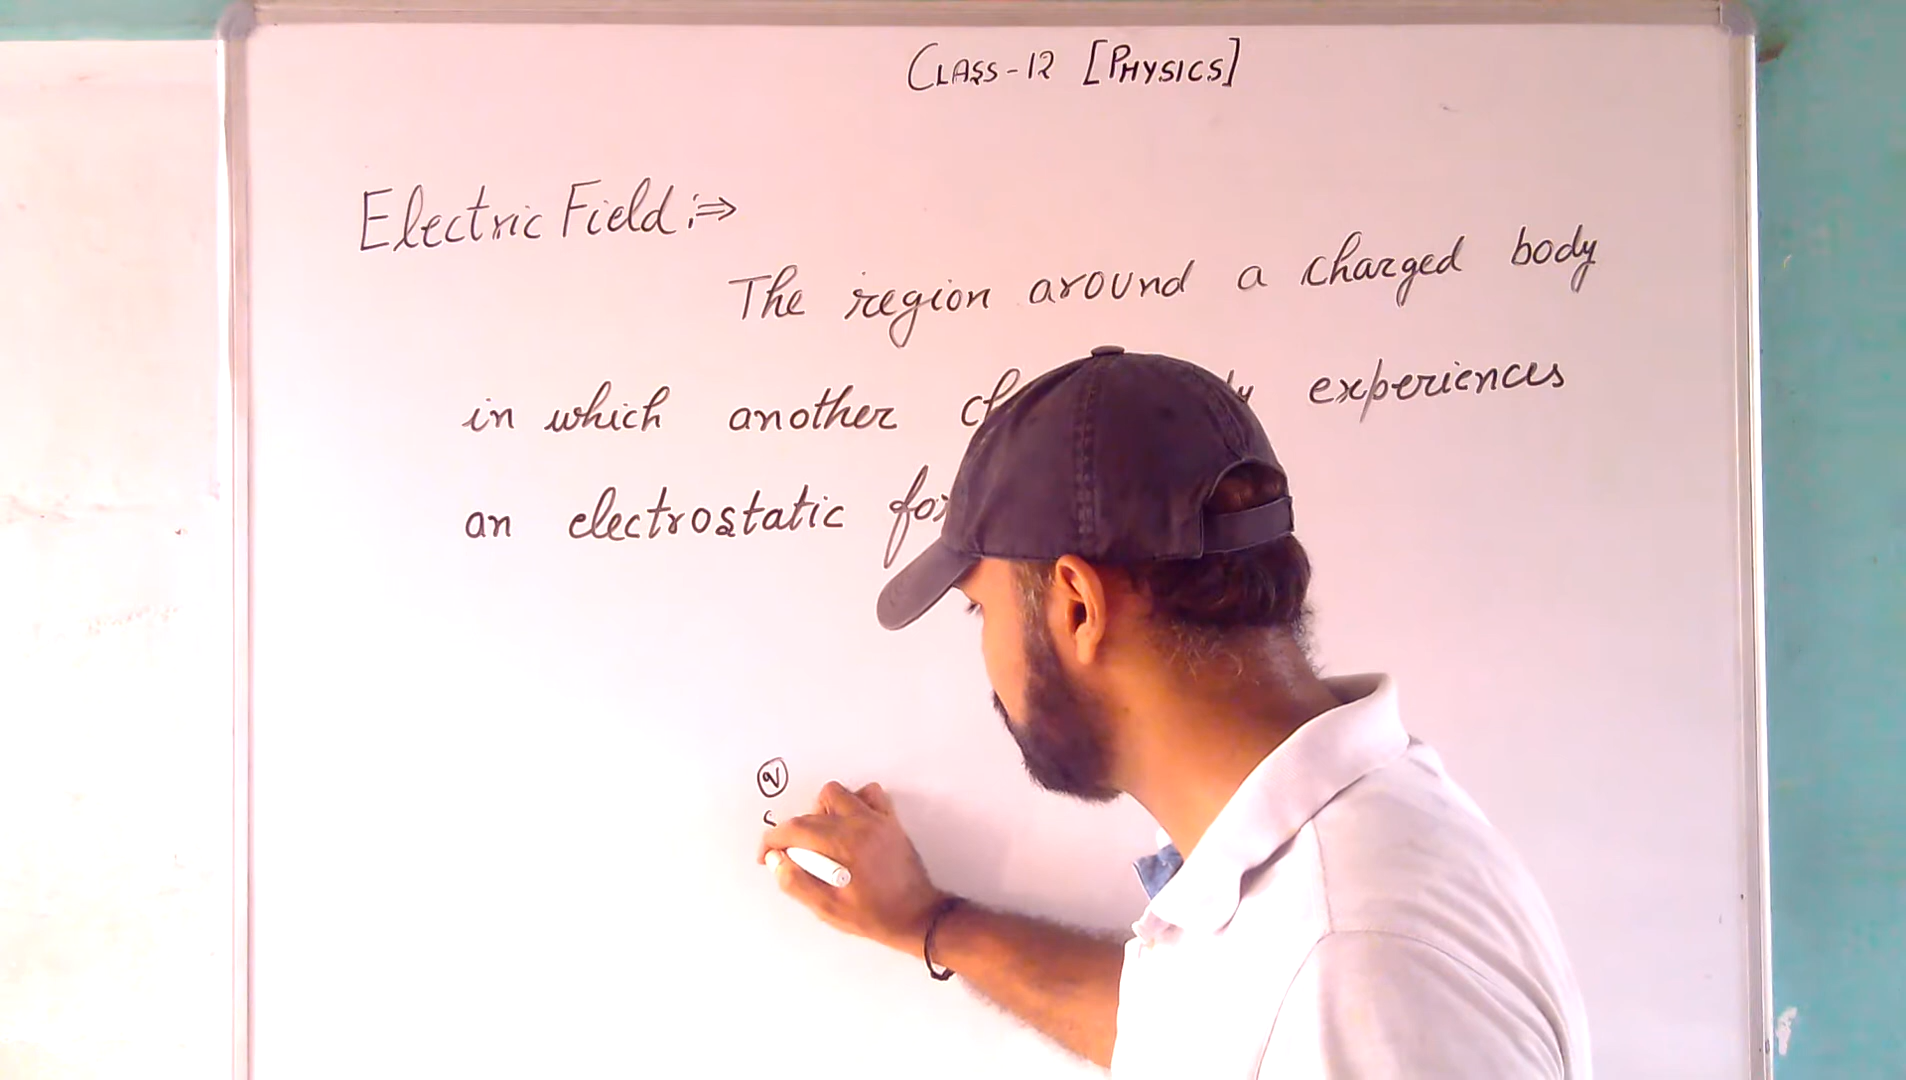 CLASS-12 [PHYSICS]
Electric Field :⇒
The region around a charged body
in which another experiences
an electrostatic
q